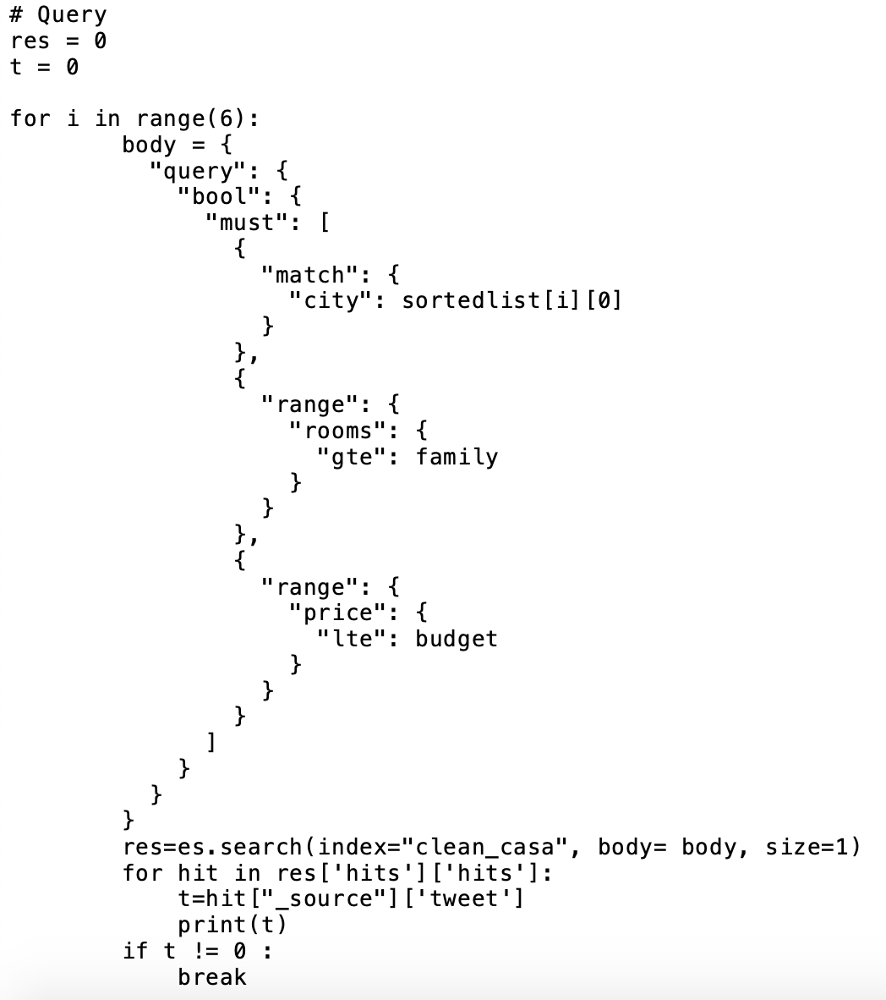 # Query
res = 0
t = 0

for i in range(6):
        body = {
          "query": {
            "bool": {
              "must": [
                {
                  "match": {
                    "city": sortedlist[i][0]
                  }
                },
                {
                  "range": {
                    "rooms": {
                      "gte": family
                    }
                  }
                },
                {
                  "range": {
                    "price": {
                      "lte": budget
                    }
                  }
                }
              ]
            }
          }
        }
        res=es.search(index="clean_casa", body= body, size=1)
        for hit in res['hits']['hits']:
            t=hit["_source"]['tweet']
            print(t)
        if t != 0 :
            break